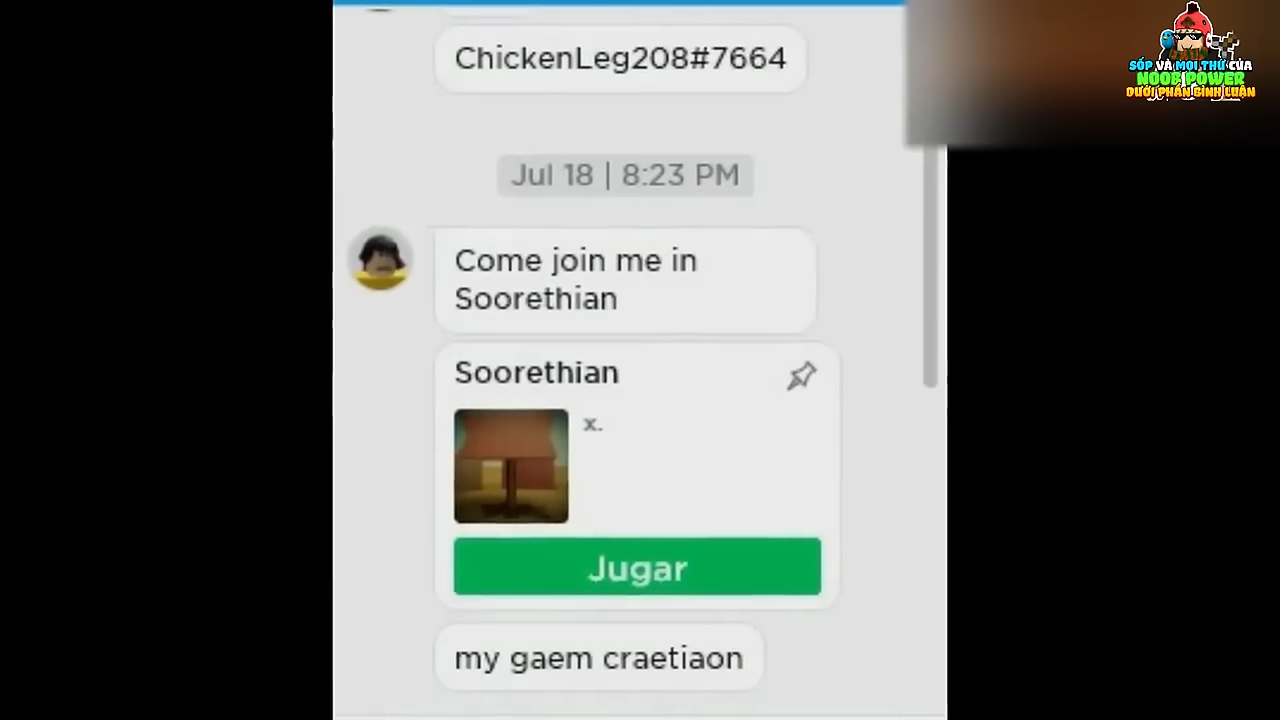 ChickenLeg208#7664
Jul 18 | 8:23 PM
Come join me in
Soorethian
Soorethian
x.
Jugar
my gaem craetiaon
SỐP VÀ MỌI THỨ CỦA
NOOB POWER
DƯỚI PHẦN BÌNH LUẬN